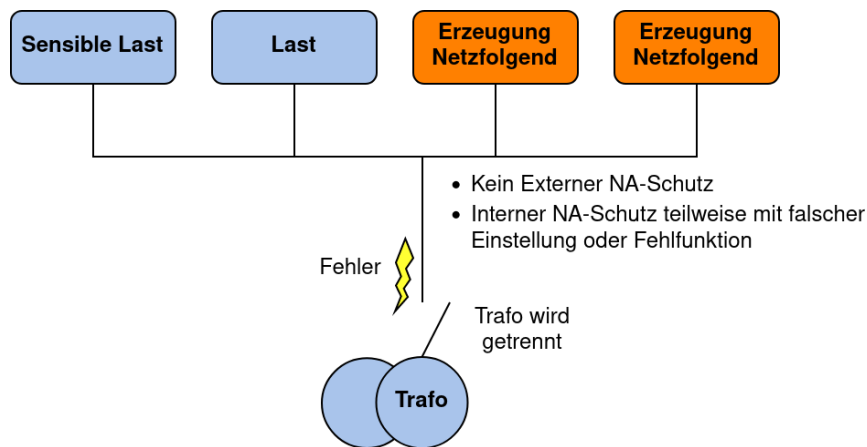 Sensible Last
Last
Erzeugung
Netzfolgend
Erzeugung
Netzfolgend
• Kein Externer NA-Schutz
• Interner NA-Schutz teilweise mit falscher
Einstellung oder Fehlfunktion
Fehler
Trafo wird
getrennt
Trafo